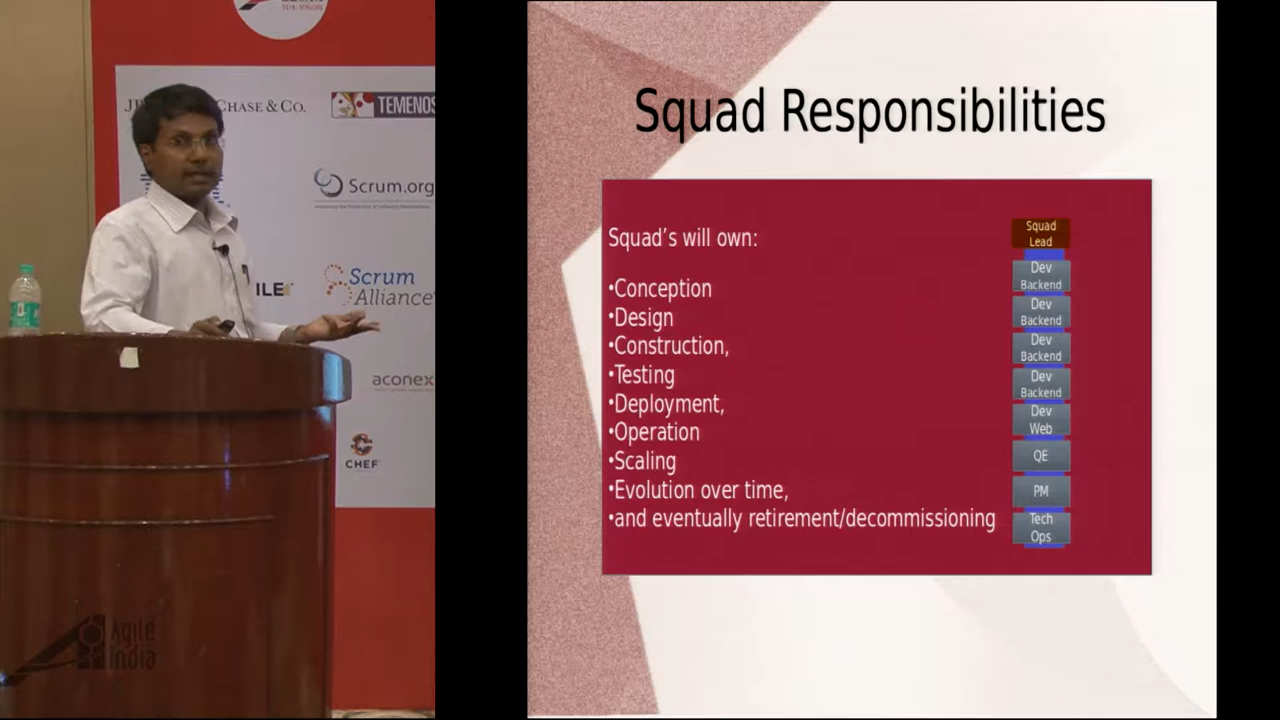 CHASE & CO.
TEMENOS
Scrum.org
ILE
Scrum
Alliance
aconex
CHEF
Agile
India
Squad Responsibilities
Squad's will own:
•Conception
•Design
•Construction,
•Testing
•Deployment,
•Operation
•Scaling
•Evolution over time,
•and eventually retirement/decommissioning
Squad
Lead
Dev
Backend
Dev
Backend
Dev
Backend
Dev
Backend
Dev
Web
QE
PM
Tech
Ops